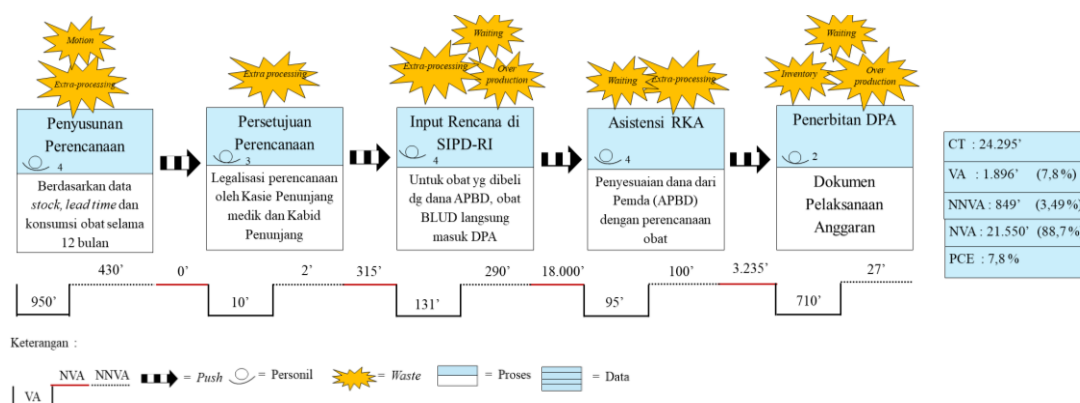 Motion
Extra-processing
Extra processing
Waiting
Extra-processing
Over
production
Waiting
Extra-processing
Waiting
Inventory
Over
production
Penyusunan
Perencanaan
4
Berdasarkan data
stock, lead time dan
konsumsi obat selama
12 bulan
Persetujuan
Perencanaan
3
Legalisasi perencanaan
oleh Kasie Penunjang
medik dan Kabid
Penunjang
Input Rencana di
SIPD-RI
4
Untuk obat yg dibeli
dg dana APBD, obat
BLUD langsung
masuk DPA
Asistensi RKA
4
Penyesuaian dana dari
Pemda (APBD)
dengan perencanaan
obat
Penerbitan DPA
2
Dokumen
Pelaksanaan
Anggaran
CT : 24.295’
VA : 1.896’ (7,8%)
NNVA : 849’ (3,49%)
NVA : 21.550’ (88,7%)
PCE : 7,8%
430’ 0’ 2’ 315’ 290’ 18.000’ 100’ 3.235’ 27’
950’ 10’ 131’ 95’ 710’
Keterangan :
NVA NNVA
VA
= Push
= Personil
= Waste
= Proses
= Data